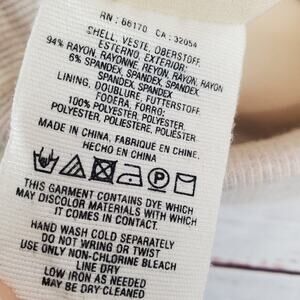 RN : 66170 CA : 32054
SHELL, VESTE, OBERSTOFF,
ESTERNO, EXTERIOR:
94% RAYON, RAYONNE, REYON, RAYON, RAYON
6% SPANDEX, SPANDEX, SPANDEX
SPANDEX, SPANDEX
LINING, DOUBLURE, FUTTERSTOFF
FODERA, FORRO:
100% POLYESTER, POLYESTER,
POLYESTER, POLIESTERE, POLIESTER
MADE IN CHINA, FABRIQUÉ EN CHINE,
HECHO EN CHINA
THIS GARMENT CONTAINS DYE WHICH
MAY DISCOLOR MATERIALS WITH WHICH
IT COMES IN CONTACT.
HAND WASH COLD SEPARATELY
DO NOT WRING OR TWIST
USE ONLY NON-CHLORINE BLEACH
LINE DRY
LOW IRON AS NEEDED
MAY BE DRY CLEANED